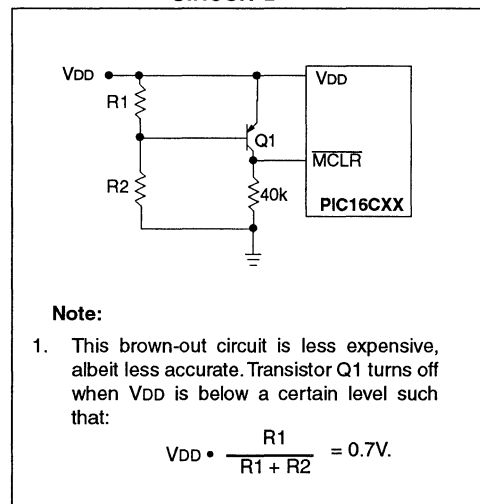 VDD
R1
R2
Q1
40k
VDD
MCLR
PIC16CXX
Note:
1. This brown-out circuit is less expensive,
albeit less accurate. Transistor Q1 turns off
when VDD is below a certain level such
that:
VDD • R1 / (R1 + R2) = 0.7V.